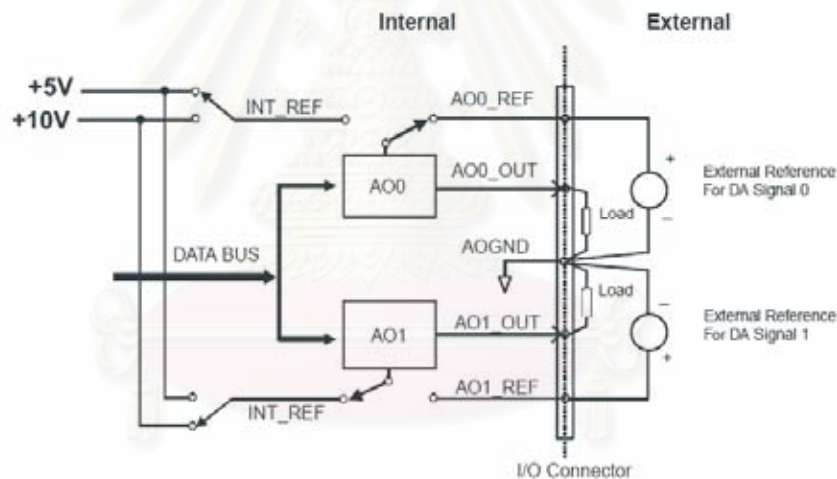 Internal
External
+5V
+10V
INT_REF
AO0_REF
AO0
AO0_OUT
+
External Reference
For DA Signal 0
Load
–
DATA BUS
AOGND
Load
–
External Reference
For DA Signal 1
AO1
AO1_OUT
+
INT_REF
AO1_REF
I/O Connector